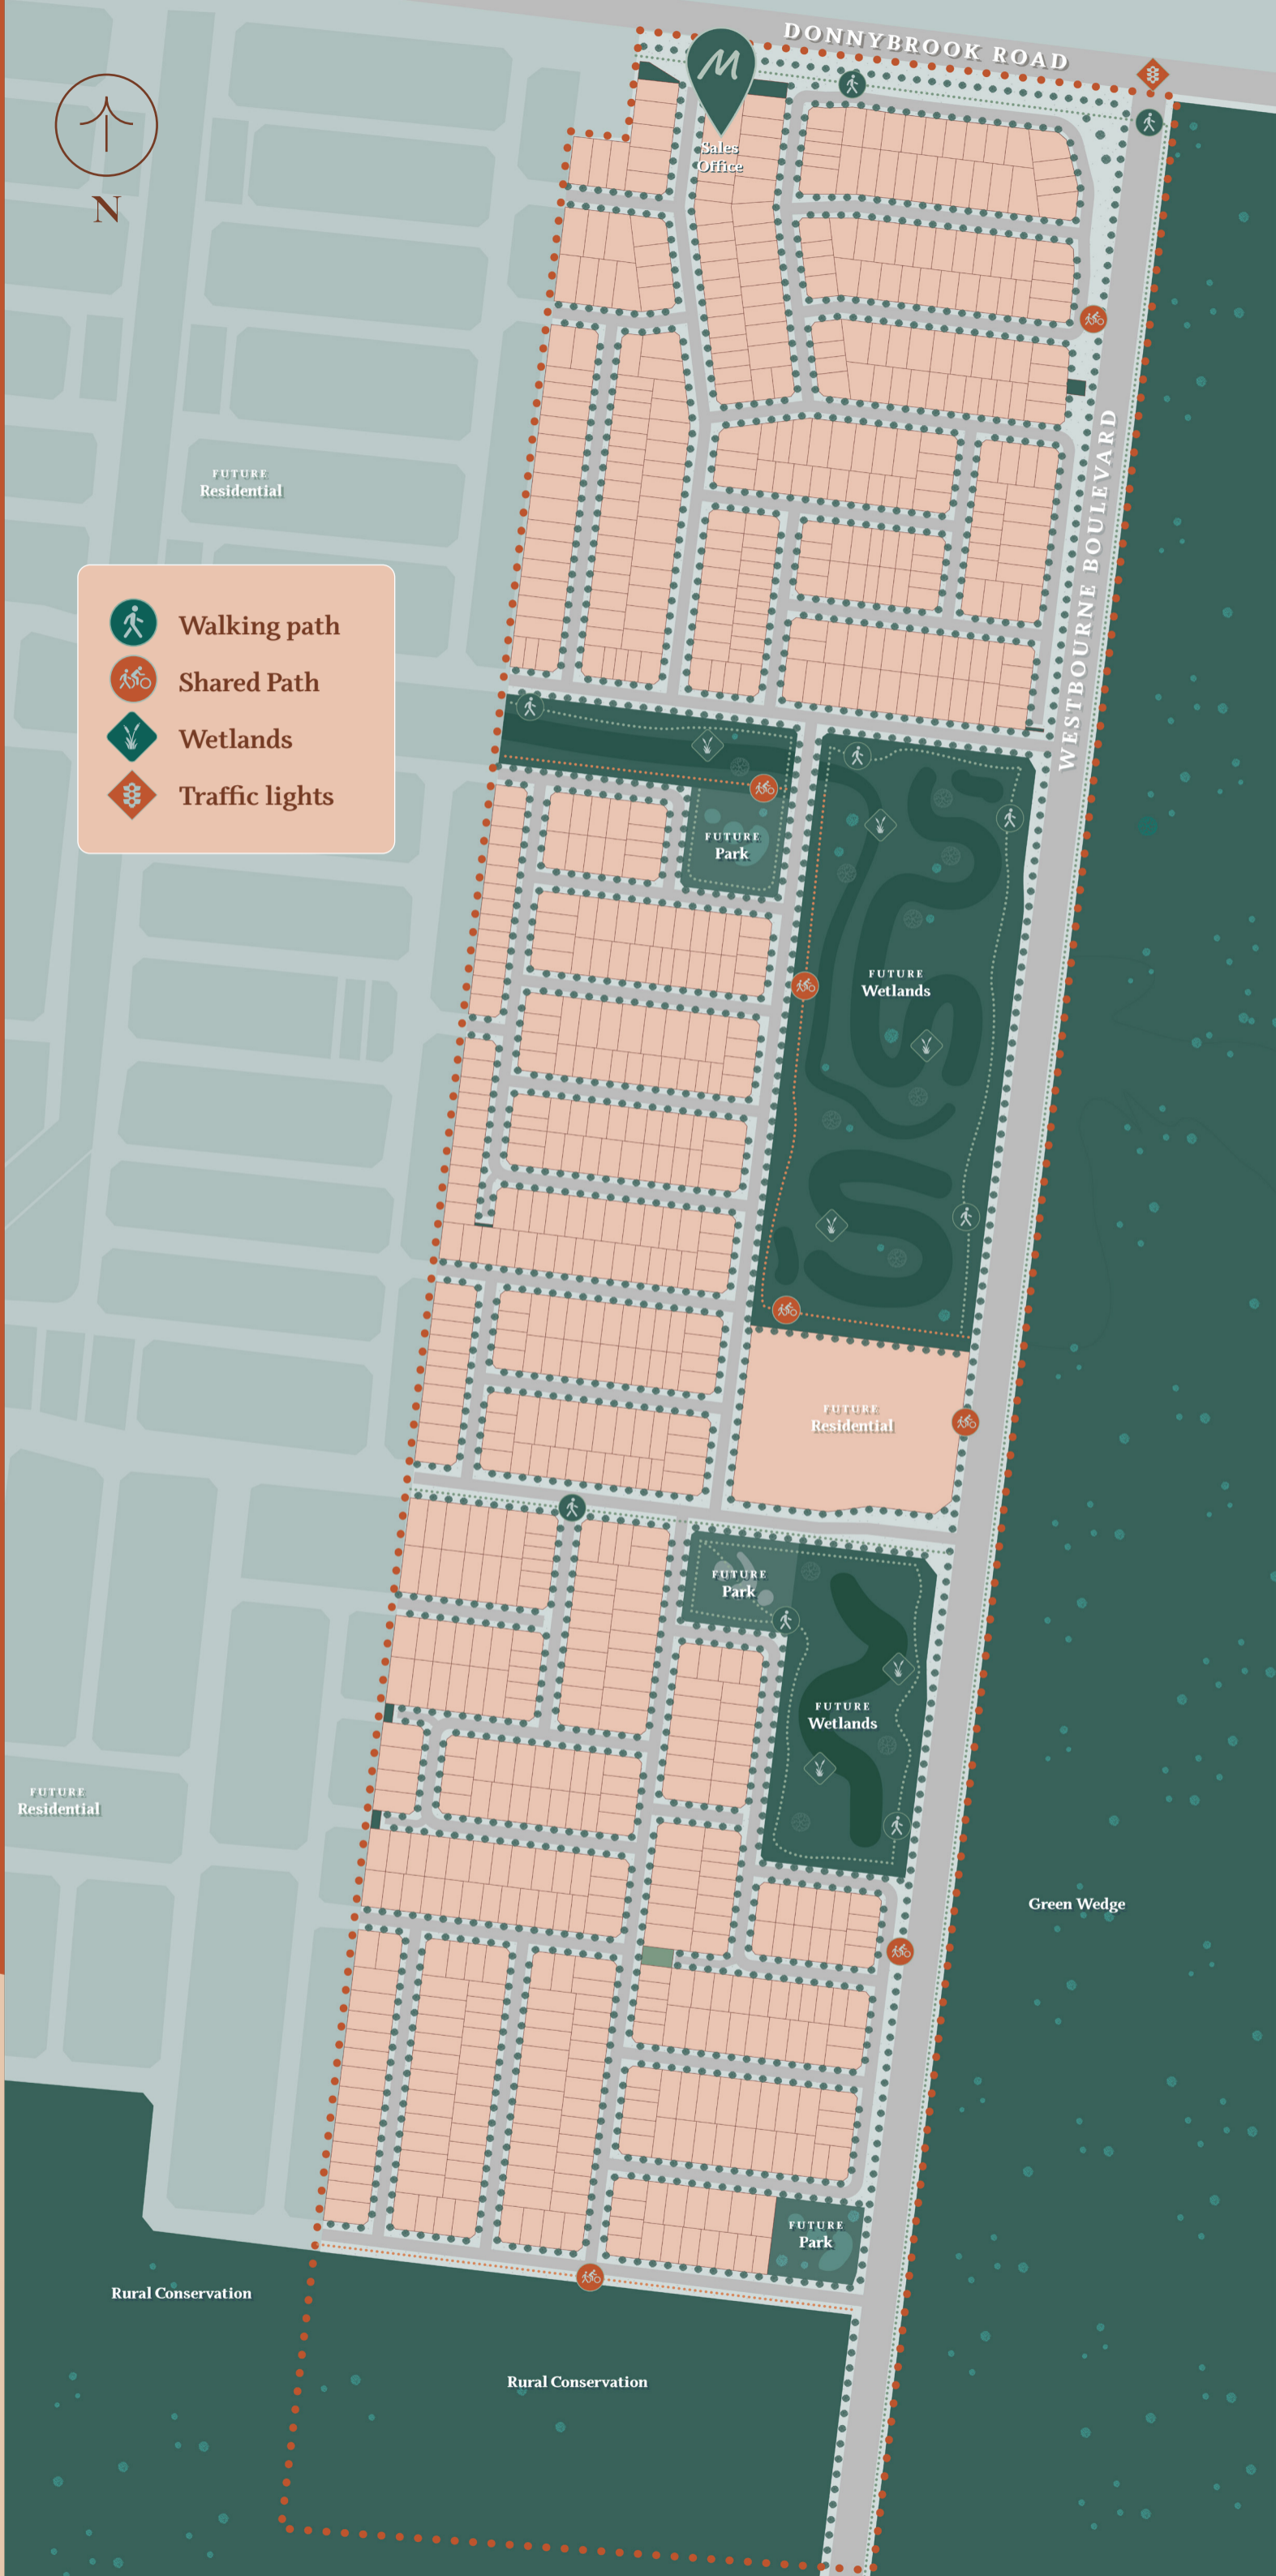 DONNYBROOK ROAD
M
Sales
Office
N
WESTBOURNE BOULEVARD
FUTURE
Residential
Walking path
Shared Path
Wetlands
Traffic lights
FUTURE
Park
FUTURE
Wetlands
FUTURE
Residential
FUTURE
Park
FUTURE
Wetlands
FUTURE
Residential
Green Wedge
FUTURE
Park
Rural Conservation
Rural Conservation